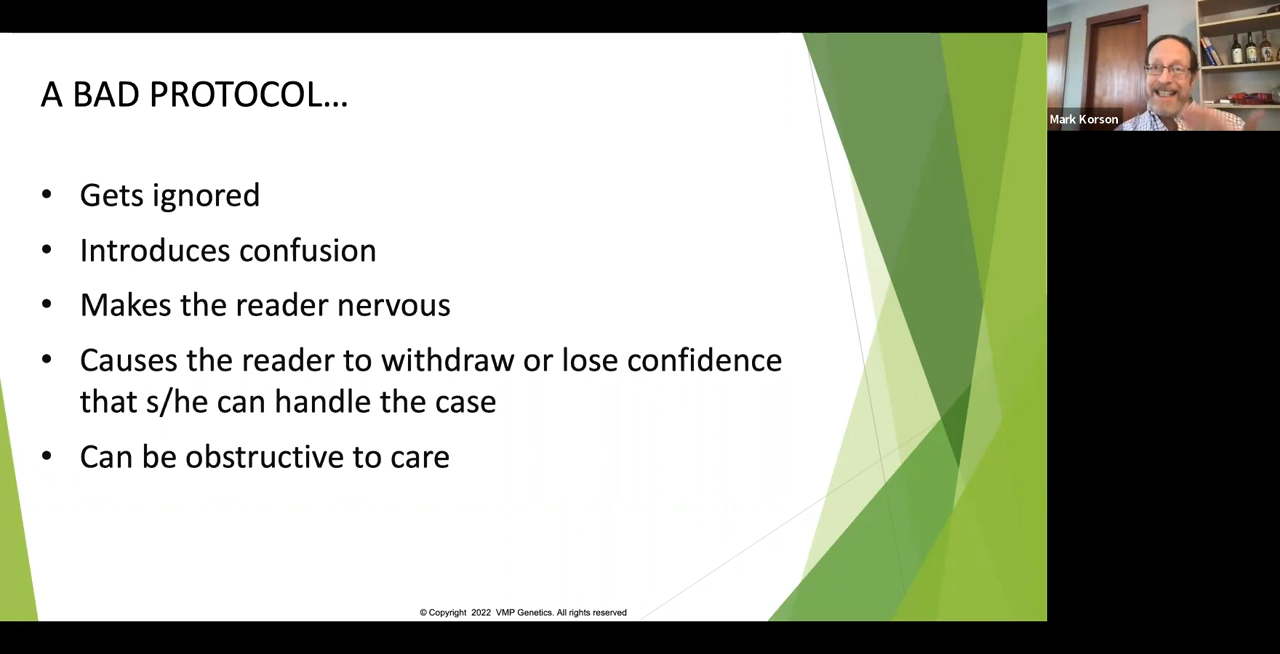 A BAD PROTOCOL…
• Gets ignored
• Introduces confusion
• Makes the reader nervous
• Causes the reader to withdraw or lose confidence
that s/he can handle the case
• Can be obstructive to care
© Copyright 2022 VMP Genetics. All rights reserved
Mark Korson